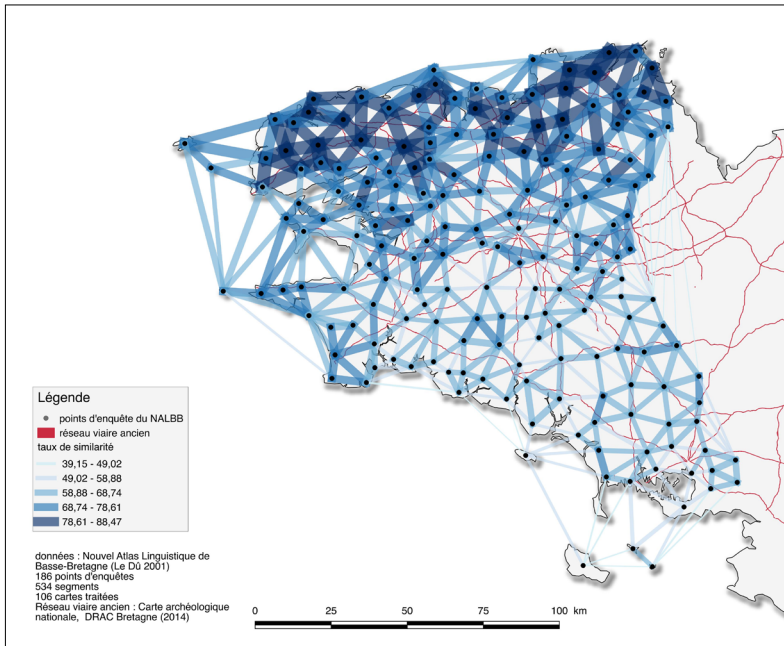 Légende
points d'enquête du NALBB
réseau viaire ancien
taux de similarité
39,15 - 49,02
49,02 - 58,88
58,88 - 68,74
68,74 - 78,61
78,61 - 88,47
données : Nouvel Atlas Linguistique de
Basse-Bretagne (Le Dû 2001)
186 points d'enquêtes
534 segments
106 cartes traitées
Réseau viaire ancien : Carte archéologique
nationale, DRAC Bretagne (2014)
0 25 50 75 100 km